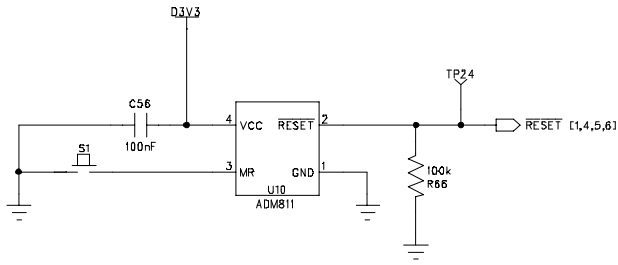 D3V3
C56
100nF
S1
4
VCC
RESET
2
3
MR
GND
1
U10
ADM811
TP24
RESET [1,4,5,6]
100k
R66